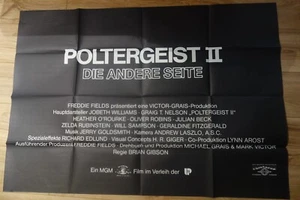 POLTERGEIST II
DIE ANDERE SEITE
FREDDIE FIELDS präsentiert eine VICTOR-GRAIS-Produktion
Hauptdarsteller JOBETH WILLIAMS · CRAIG T. NELSON „POLTERGEIST II"
HEATHER O'ROURKE · OLIVER ROBINS · JULIAN BECK
ZELDA RUBINSTEIN · WILL SAMPSON · GERALDINE FITZGERALD
Musik JERRY GOLDSMITH · Kamera ANDREW LASZLO, A.S.C.
Spezialeffekte RICHARD EDLUND · Visual Concepts H. R. GIGER · Co-Produktion LYNN AROST
Ausführender Produzent FREDDIE FIELDS · Drehbuch und Produktion MICHAEL GRAIS & MARK VICTOR
Regie BRIAN GIBSON
Ein MGM Film im Verleih der